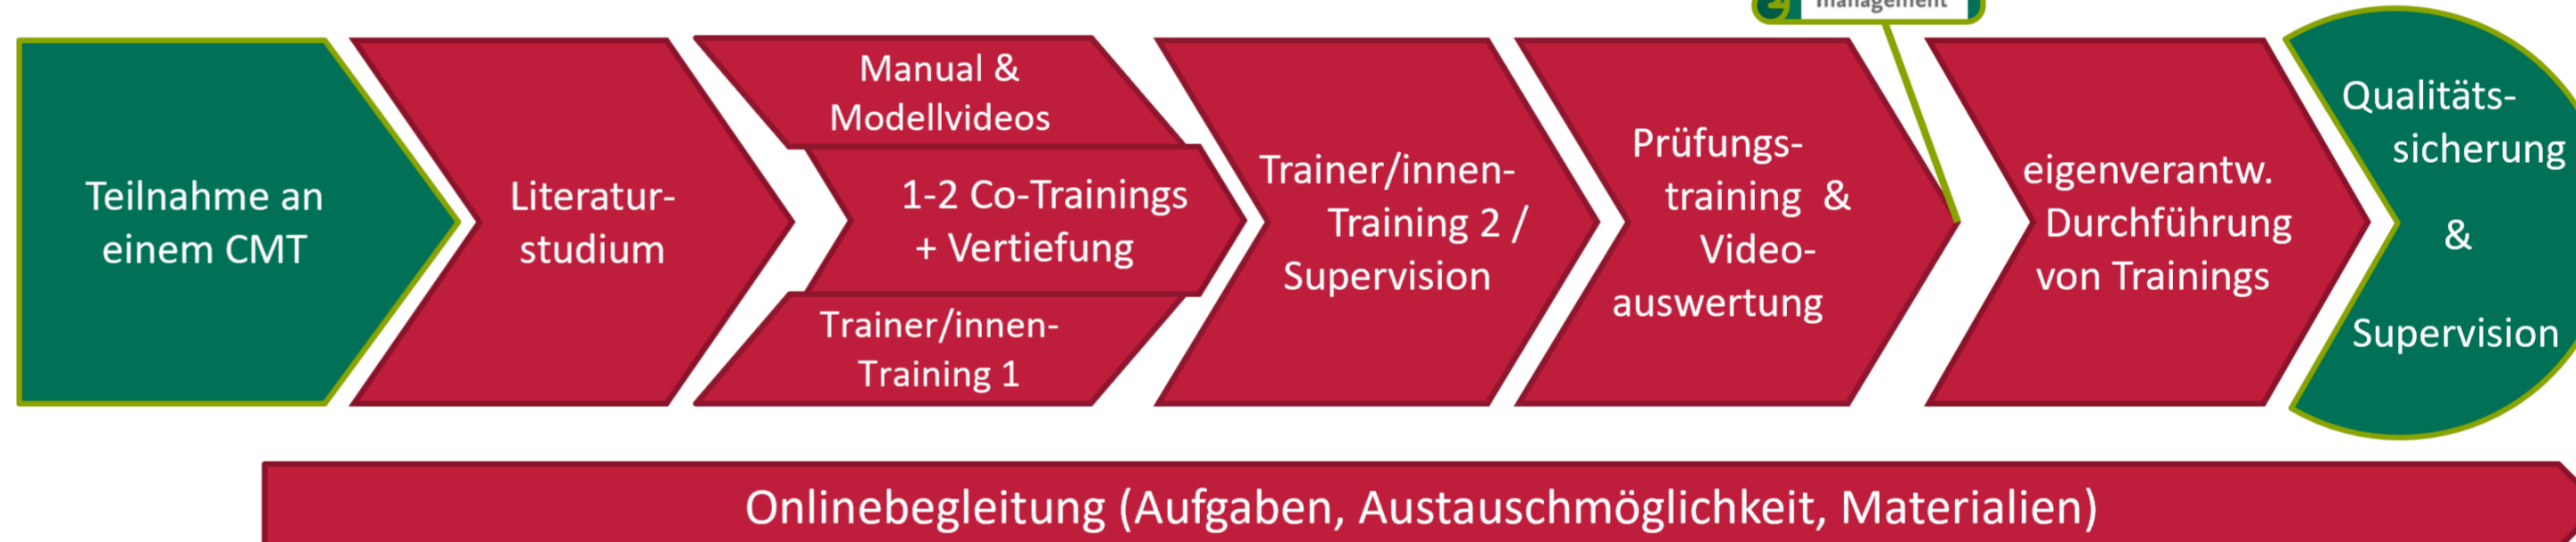 management
Teilnahme an
einem CMT
Literatur-
studium
Manual &
Modellvideos
1-2 Co-Trainings
+ Vertiefung
Trainer/innen-
Training 1
Trainer/innen-
Training 2 /
Supervision
Prüfungs-
training &
Video-
auswertung
eigenverantw.
Durchführung
von Trainings
Qualitäts-
sicherung
&
Supervision
Onlinebegleitung (Aufgaben, Austauschmöglichkeit, Materialien)